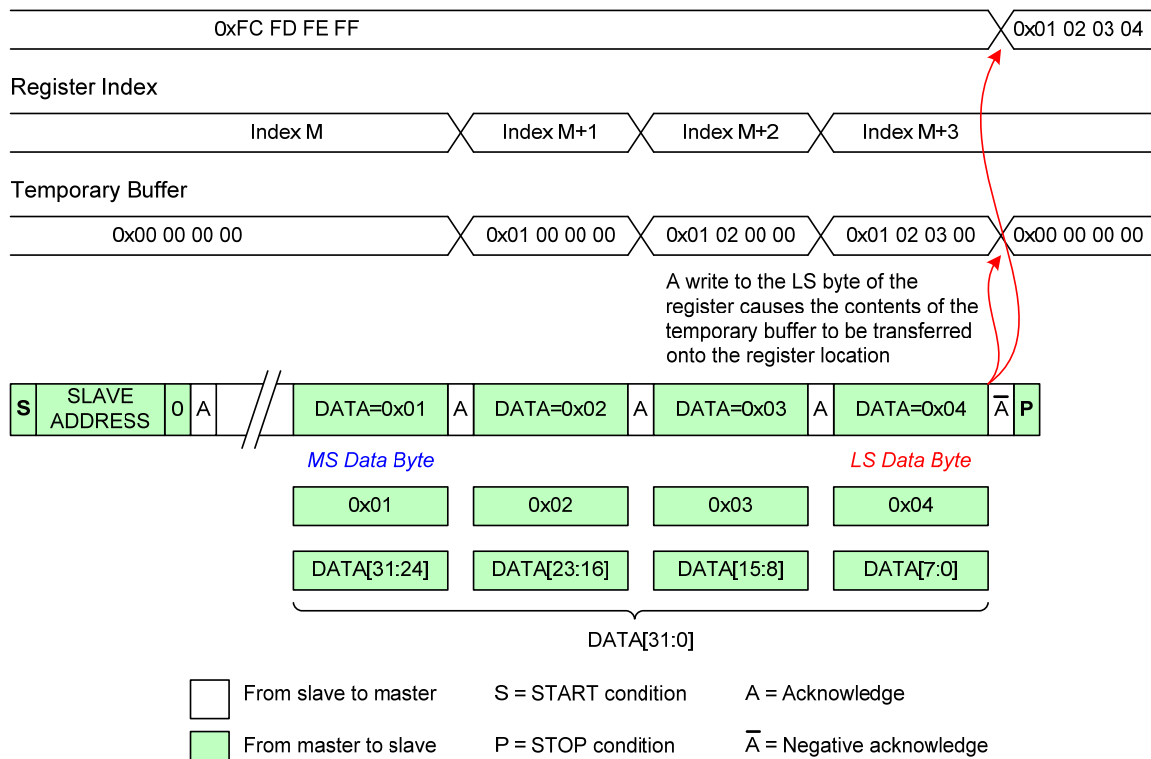 0xFC FD FE FF
0x01 02 03 04
Register Index
Index M
Index M+1
Index M+2
Index M+3
Temporary Buffer
0x00 00 00 00
0x01 00 00 00
0x01 02 00 00
0x01 02 03 00
0x00 00 00 00
A write to the LS byte of the
register causes the contents of the
temporary buffer to be transferred
onto the register location
S
SLAVE
ADDRESS
0
A
DATA=0x01
A
DATA=0x02
A
DATA=0x03
A
DATA=0x04
A̅
P
MS Data Byte
LS Data Byte
0x01
0x02
0x03
0x04
DATA[31:24]
DATA[23:16]
DATA[15:8]
DATA[7:0]
DATA[31:0]
From slave to master
S = START condition
A = Acknowledge
From master to slave
P = STOP condition
A̅ = Negative acknowledge